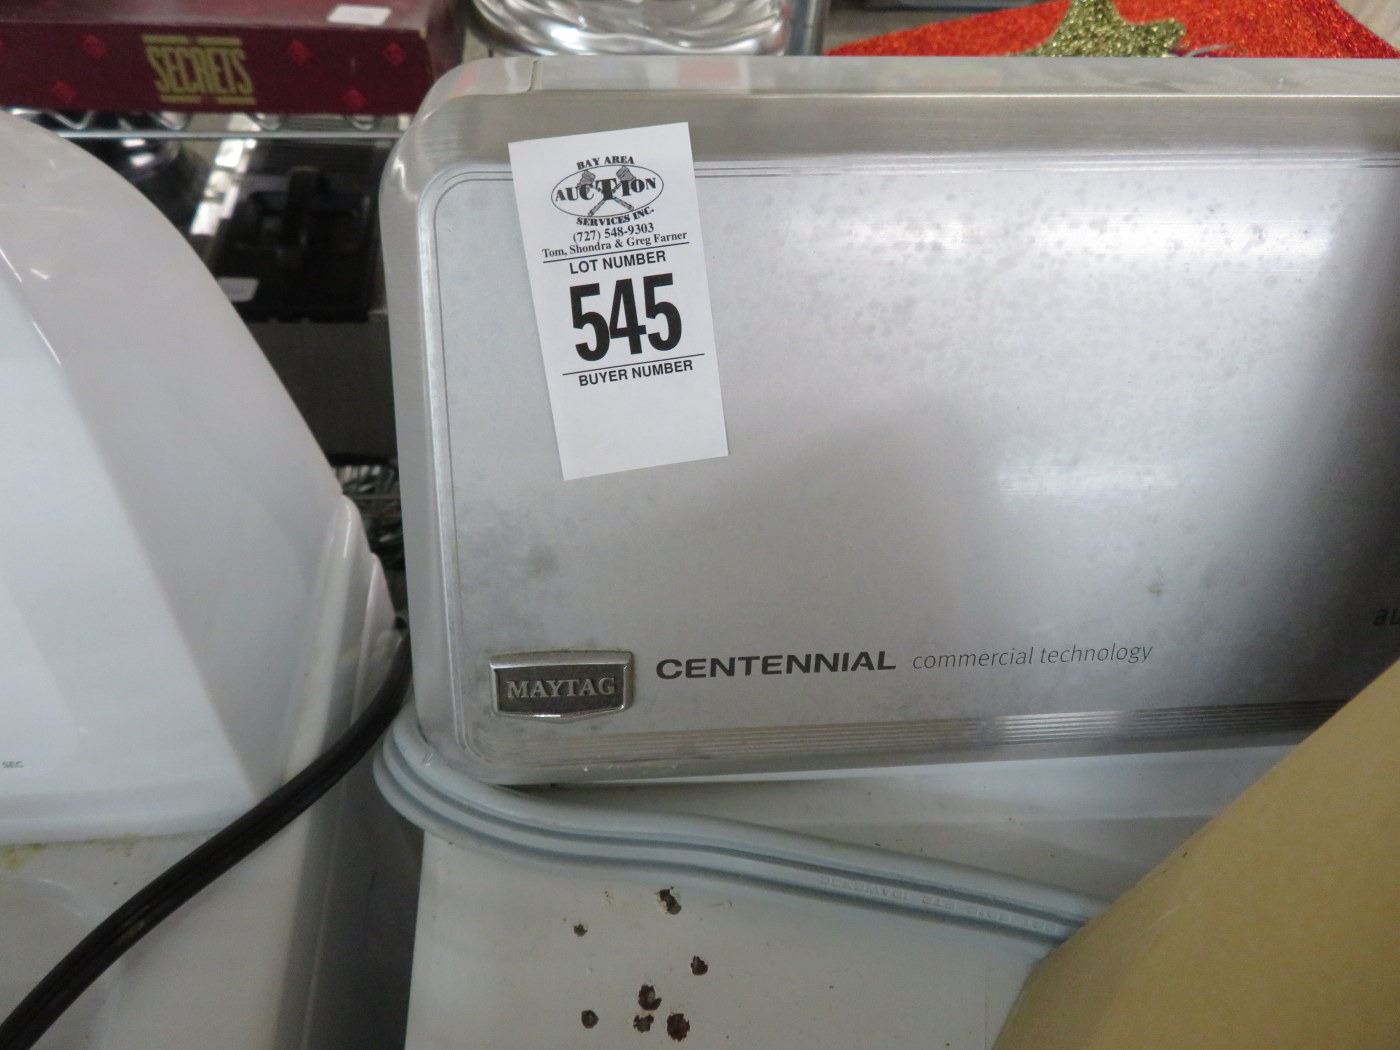 SECRETS
BAY AREA
AUCTION
SERVICES INC.
(727) 548-9303
Tom, Shondra & Greg Farner
LOT NUMBER
545
BUYER NUMBER
MAYTAG
CENTENNIAL commercial technology
SEC